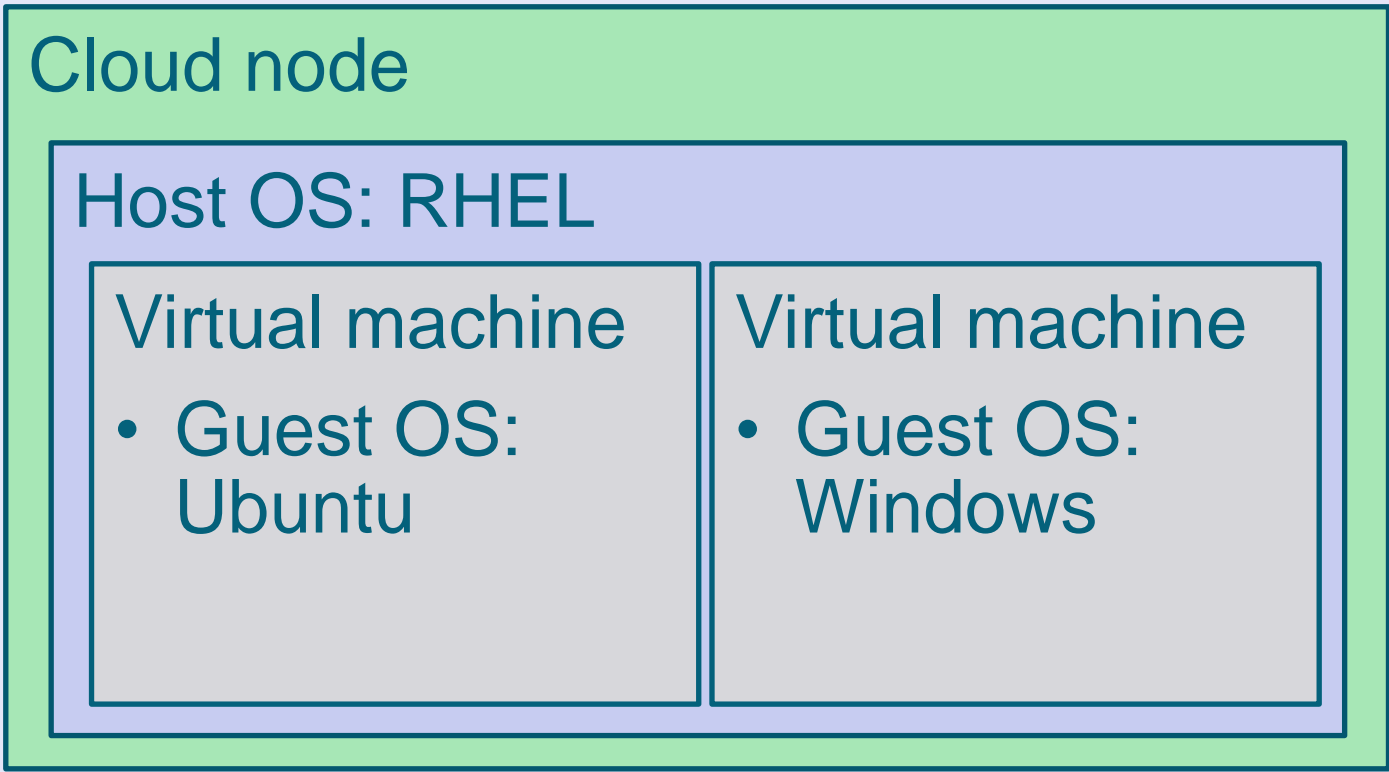 Cloud node
Host OS: RHEL
Virtual machine
• Guest OS:
Ubuntu
Virtual machine
• Guest OS:
Windows